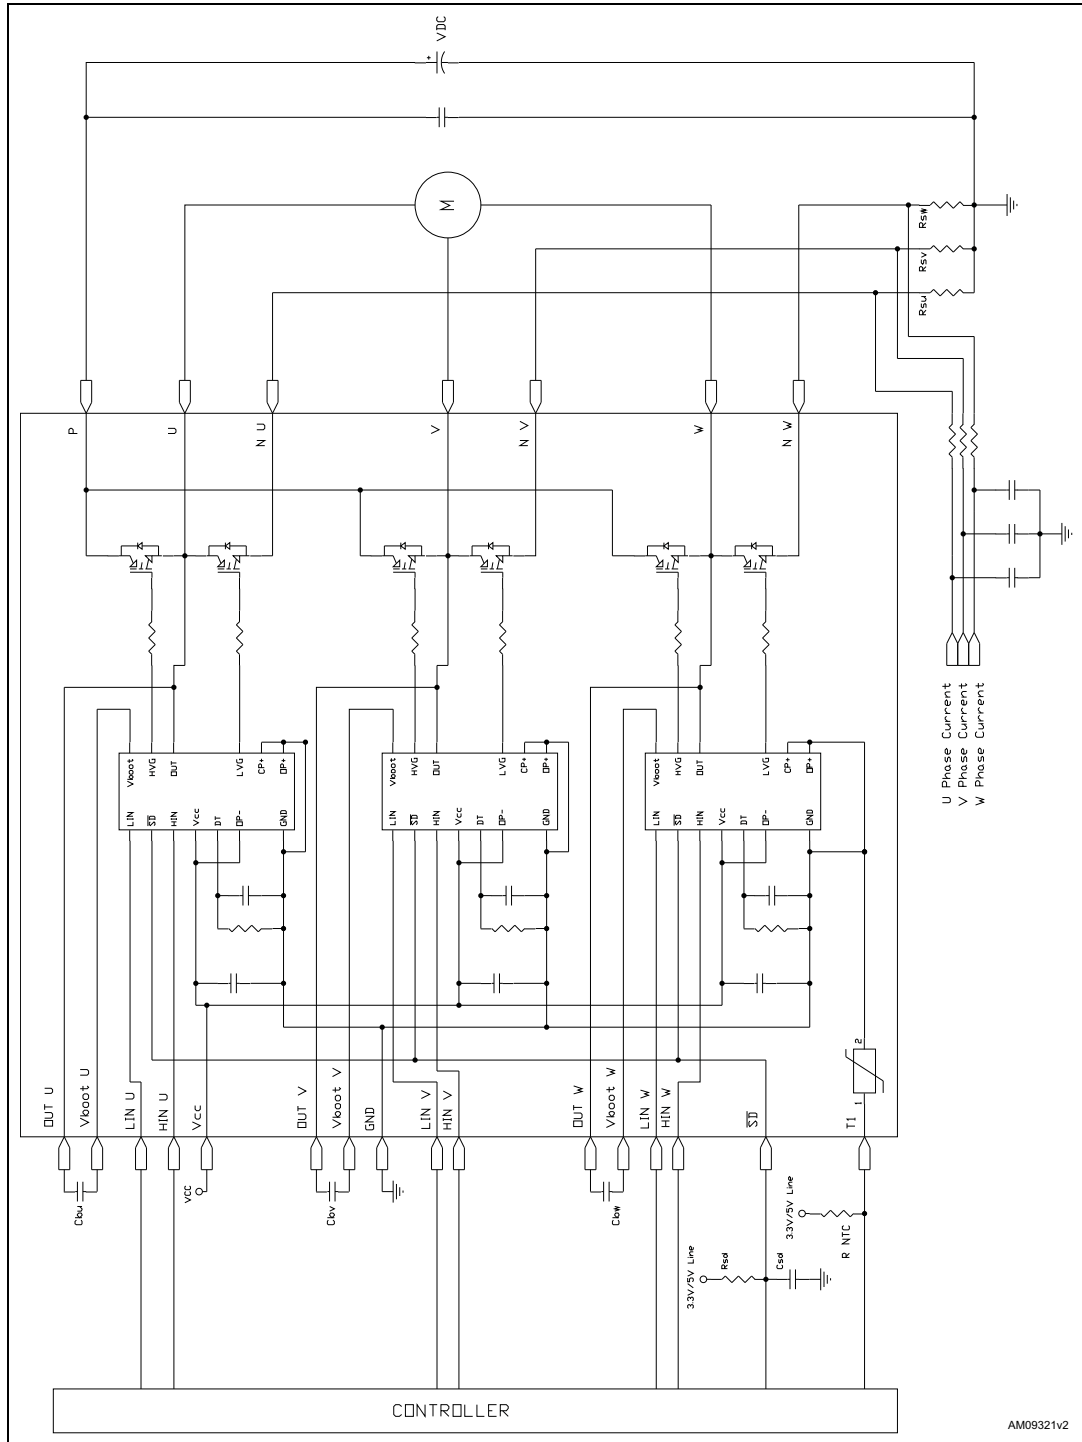 VDC
+
M
Rsw
Rsv
Rsu
P
U
N U
V
N V
W
N W
U Phase Current
V Phase Current
W Phase Current
Vboot
HVG
OUT
LVG
CP+
OP+
LIN
SD
HIN
Vcc
DT
OP-
GND
Vboot
HVG
OUT
LVG
CP+
OP+
LIN
SD
HIN
Vcc
DT
OP-
GND
Vboot
HVG
OUT
LVG
CP+
OP+
LIN
SD
HIN
Vcc
DT
OP-
GND
OUT U
Vboot U
LIN U
HIN U
Vcc
OUT V
Vboot V
GND
LIN V
HIN V
OUT W
Vboot W
LIN W
HIN W
SD
T1
1
2
Cbu
VCC
Cbv
Cbw
3.3V/5V Line
Rsd
Csd
3.3V/5V Line
R NTC
CONTROLLER
AM09321v2